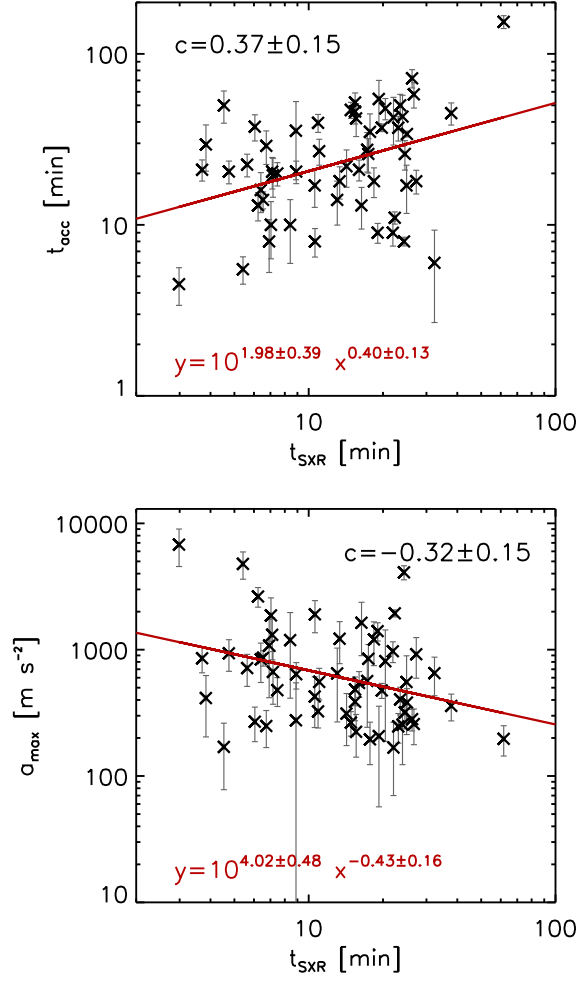 c=0.37±0.15
100
10
1
t_acc [min]
y=10^1.98±0.39 x^0.40±0.13
10
100
t_SXR [min]
c=−0.32±0.15
10000
1000
100
10
a_max [m s^-2]
y=10^4.02±0.48 x^−0.43±0.16
10
100
t_SXR [min]